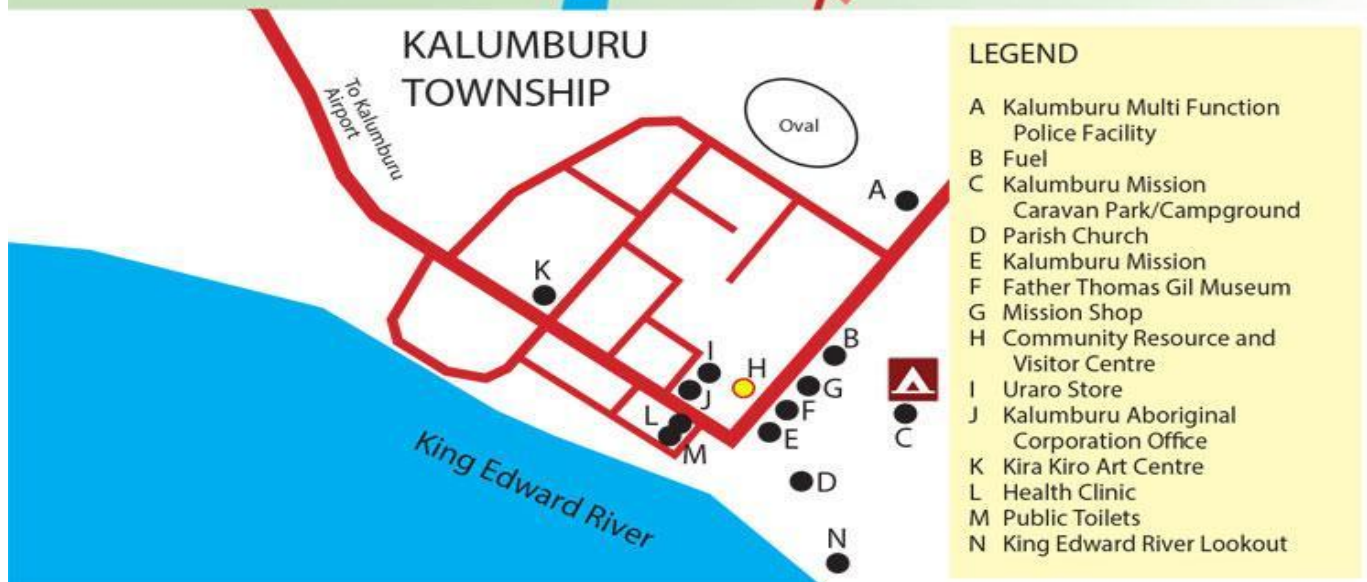 KALUMBURU
TOWNSHIP
To Kalumburu
Airport
Oval
A
K
B
I
H
J
G
F
L
E
M
C
D
N
King Edward River
LEGEND
A Kalumburu Multi Function
Police Facility
B Fuel
C Kalumburu Mission
Caravan Park/Campground
D Parish Church
E Kalumburu Mission
F Father Thomas Gil Museum
G Mission Shop
H Community Resource and
Visitor Centre
I Uraro Store
J Kalumburu Aboriginal
Corporation Office
K Kira Kiro Art Centre
L Health Clinic
M Public Toilets
N King Edward River Lookout